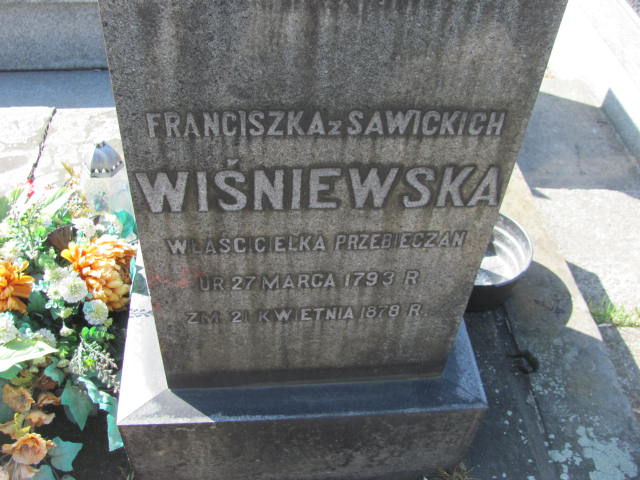 FRANCISZKA z SAWICKICH
WIŚNIEWSKA
WŁAŚCICIELKA PRZEBIECZAN
UR 27 MARCA 1793 R
ZM. 21 KWIETNIA 1878 R.